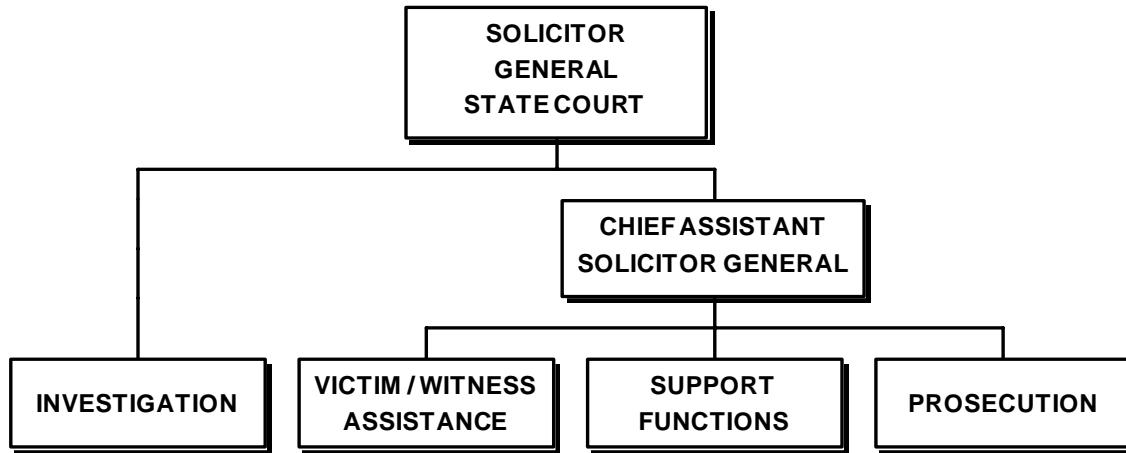 SOLICITOR
GENERAL
STATE COURT
CHIEF ASSISTANT
SOLICITOR GENERAL
INVESTIGATION
VICTIM / WITNESS
ASSISTANCE
SUPPORT
FUNCTIONS
PROSECUTION